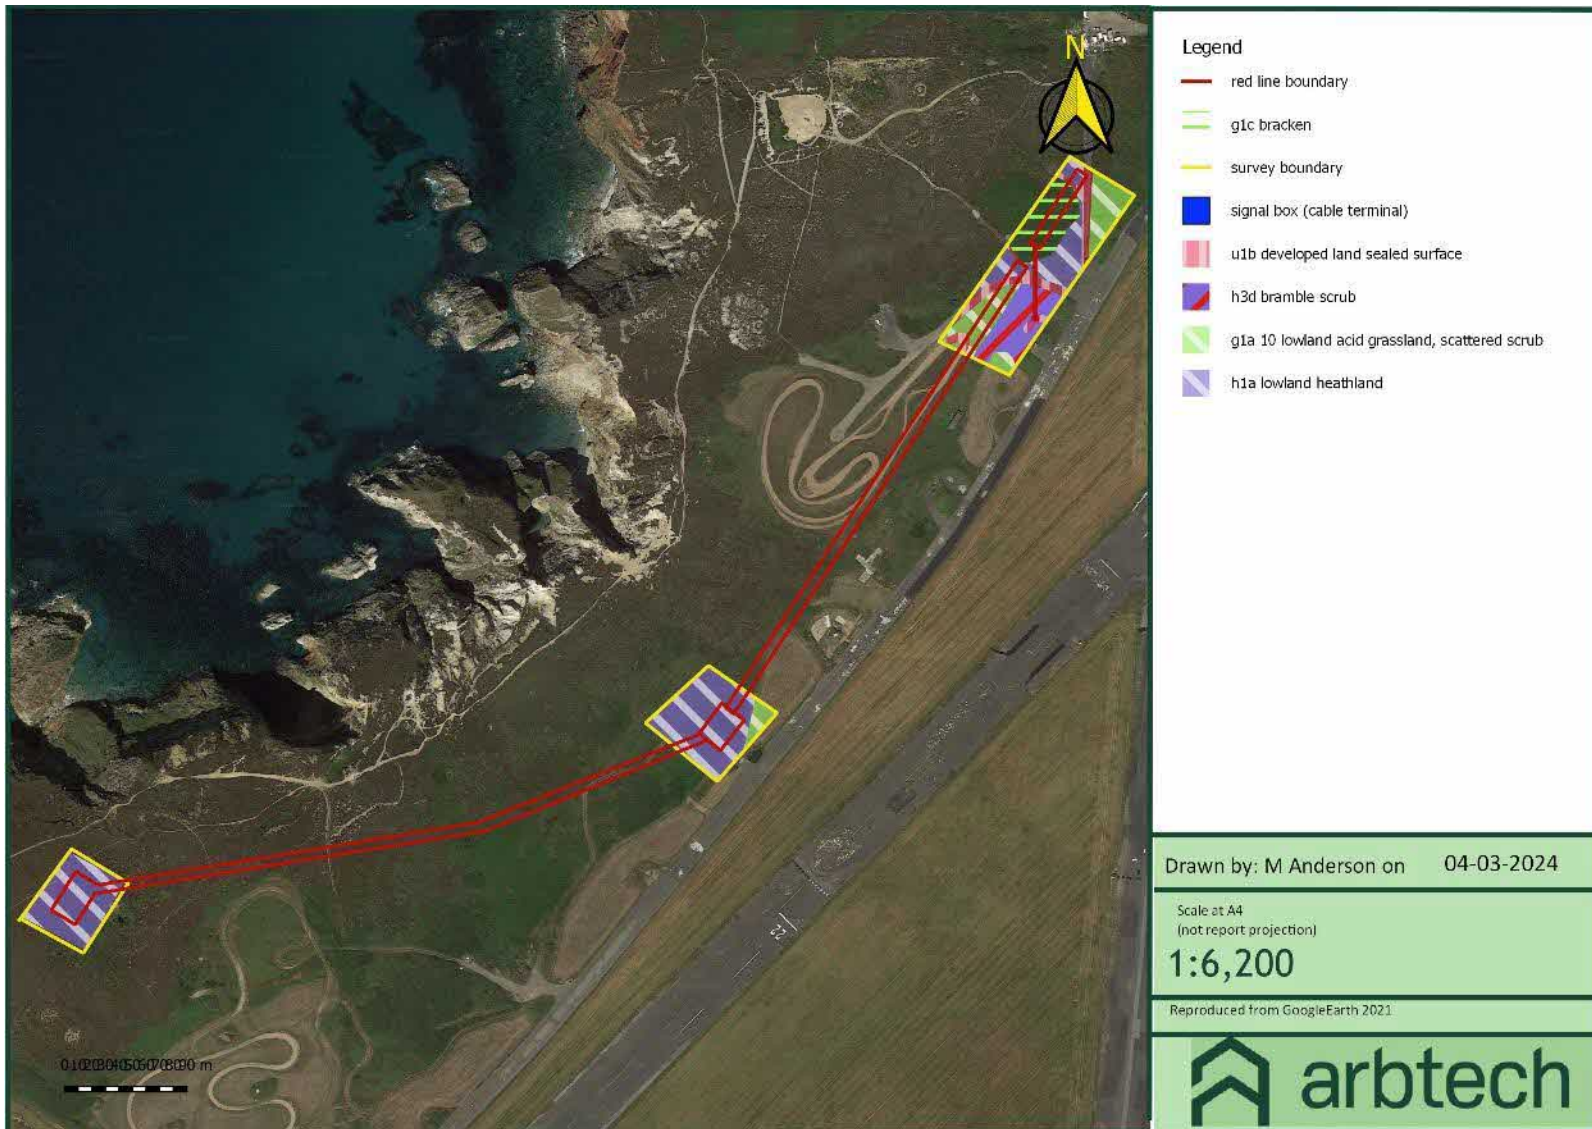 N
Legend
red line boundary
g1c bracken
survey boundary
signal box (cable terminal)
u1b developed land sealed surface
h3d bramble scrub
g1a 10 lowland acid grassland, scattered scrub
h1a lowland heathland
22
Drawn by: M Anderson on 04-03-2024
Scale at A4
(not report projection)
1:6,200
Reproduced from GoogleEarth 2021
arbtech